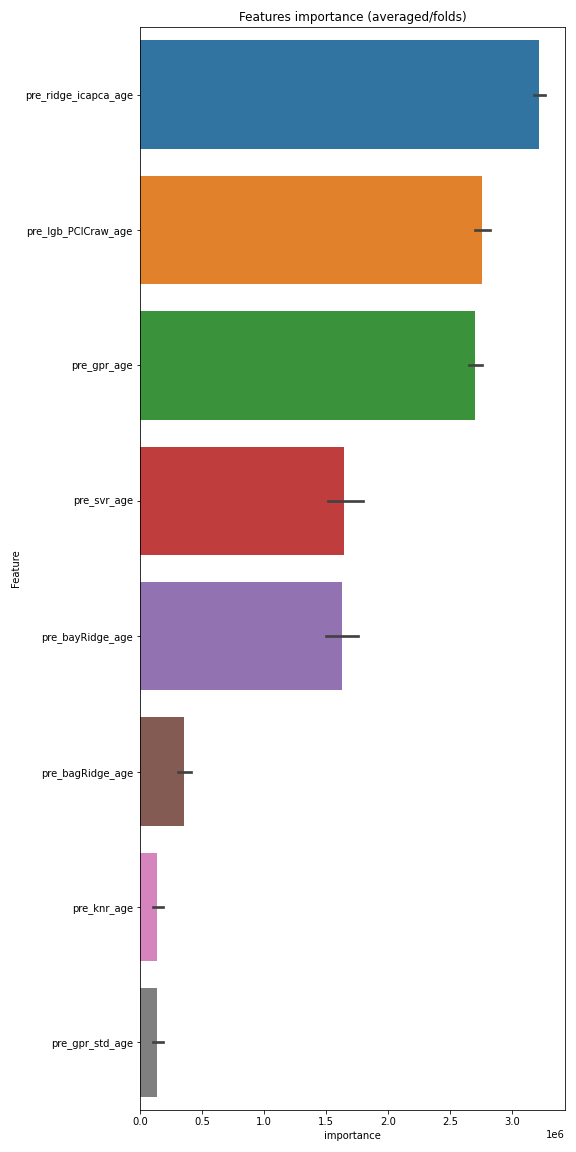 Features importance (averaged/folds)
pre_ridge_icapca_age
pre_lgb_PCICraw_age
pre_gpr_age
pre_svr_age
Feature
pre_bayRidge_age
pre_bagRidge_age
pre_knr_age
pre_gpr_std_age
0.0 0.5 1.0 1.5 2.0 2.5 3.0
importance
1e6